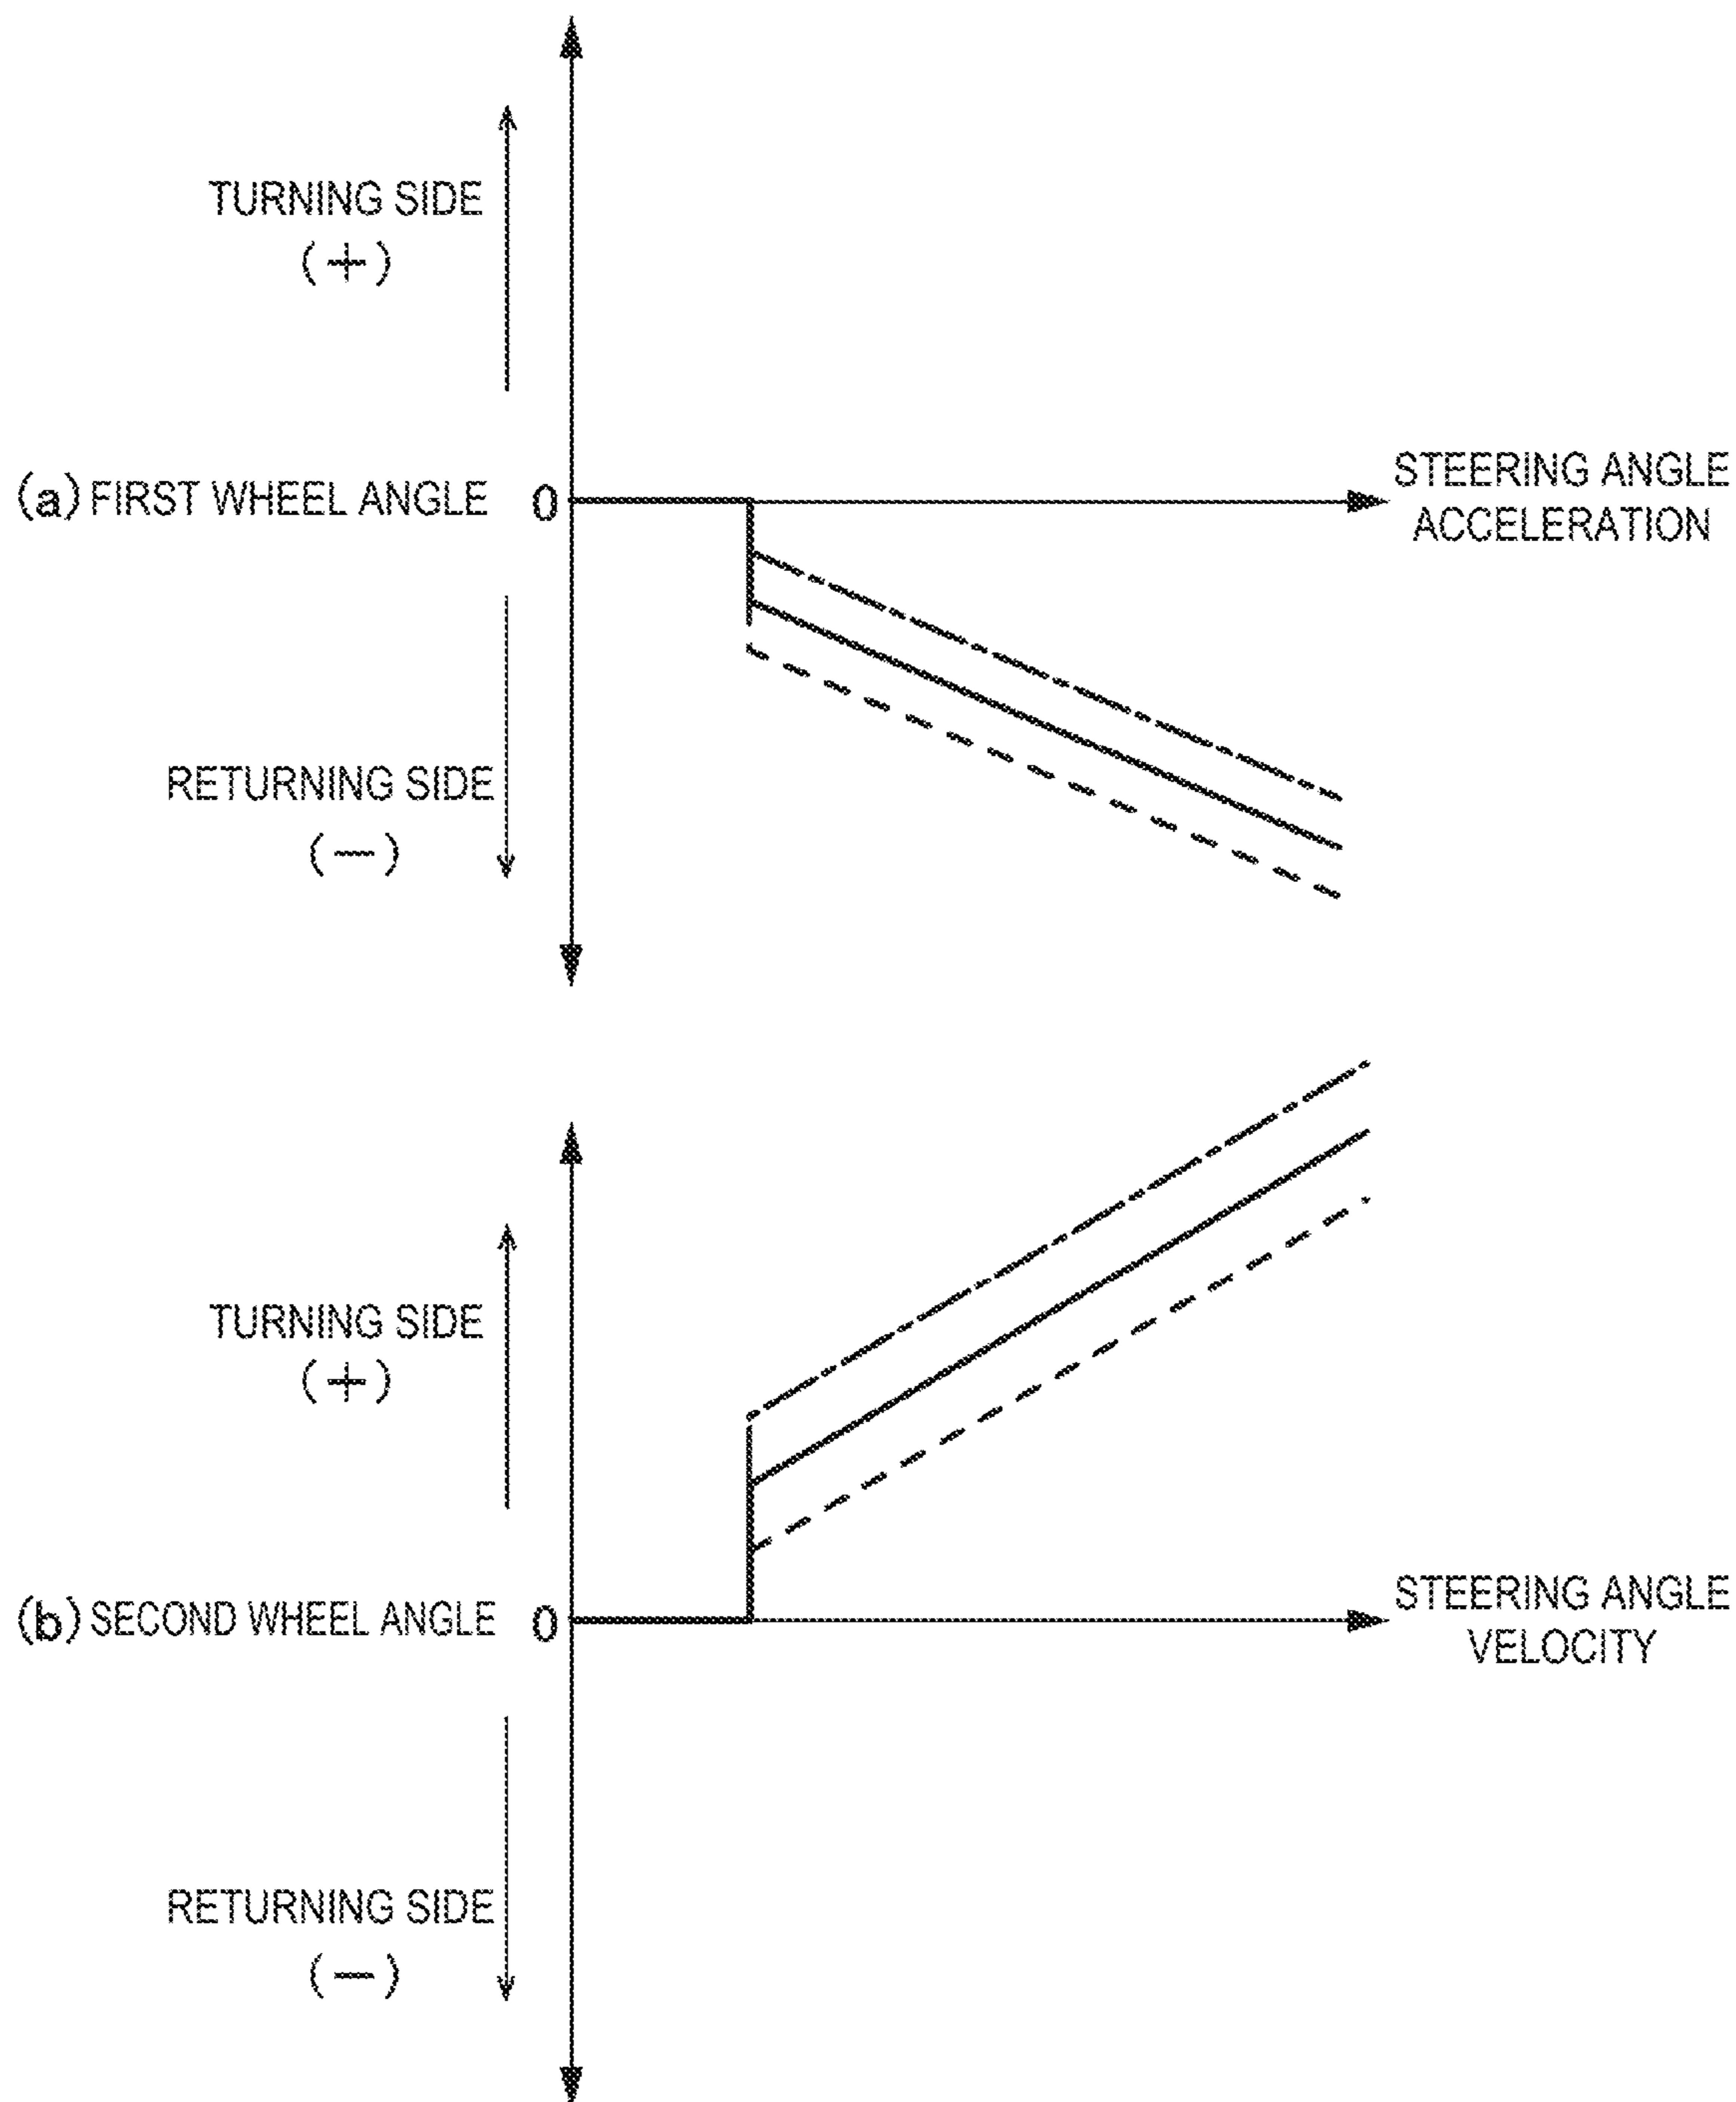 TURNING SIDE
(+)
(a) FIRST WHEEL ANGLE 0
STEERING ANGLE
ACCELERATION
RETURNING SIDE
(−)
TURNING SIDE
(+)
(b) SECOND WHEEL ANGLE 0
STEERING ANGLE
VELOCITY
RETURNING SIDE
(−)